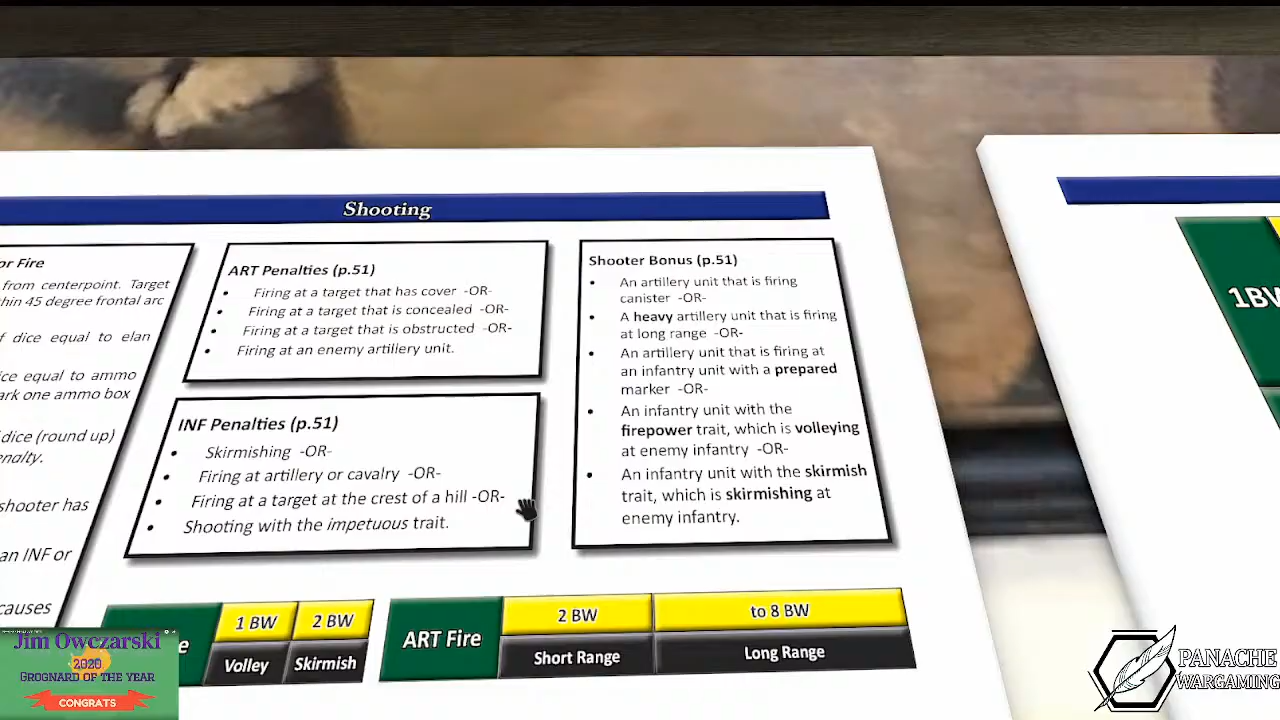 Shooting
or Fire
from centerpoint. Target
hin 45 degree frontal arc
f dice equal to elan
ice equal to ammo
ark one ammo box
dice (round up)
enalty.
shooter has
an INF or
causes
ART Penalties (p.51)
• Firing at a target that has cover -OR-
• Firing at a target that is concealed -OR-
• Firing at a target that is obstructed -OR-
• Firing at an enemy artillery unit.
INF Penalties (p.51)
• Skirmishing -OR-
• Firing at artillery or cavalry -OR-
• Firing at a target at the crest of a hill -OR-
• Shooting with the impetuous trait.
Shooter Bonus (p.51)
• An artillery unit that is firing
canister -OR-
• A heavy artillery unit that is firing
at long range -OR-
• An artillery unit that is firing at
an infantry unit with a prepared
marker -OR-
• An infantry unit with the
firepower trait, which is volleying
at enemy infantry -OR-
• An infantry unit with the skirmish
trait, which is skirmishing at
enemy infantry.
e
1 BW
2 BW
Volley
Skirmish
ART Fire
2 BW
to 8 BW
Short Range
Long Range
1BW
Jim Owczarski
2020
Grognard of the Year
CONGRATS
PANACHE
WARGAMING